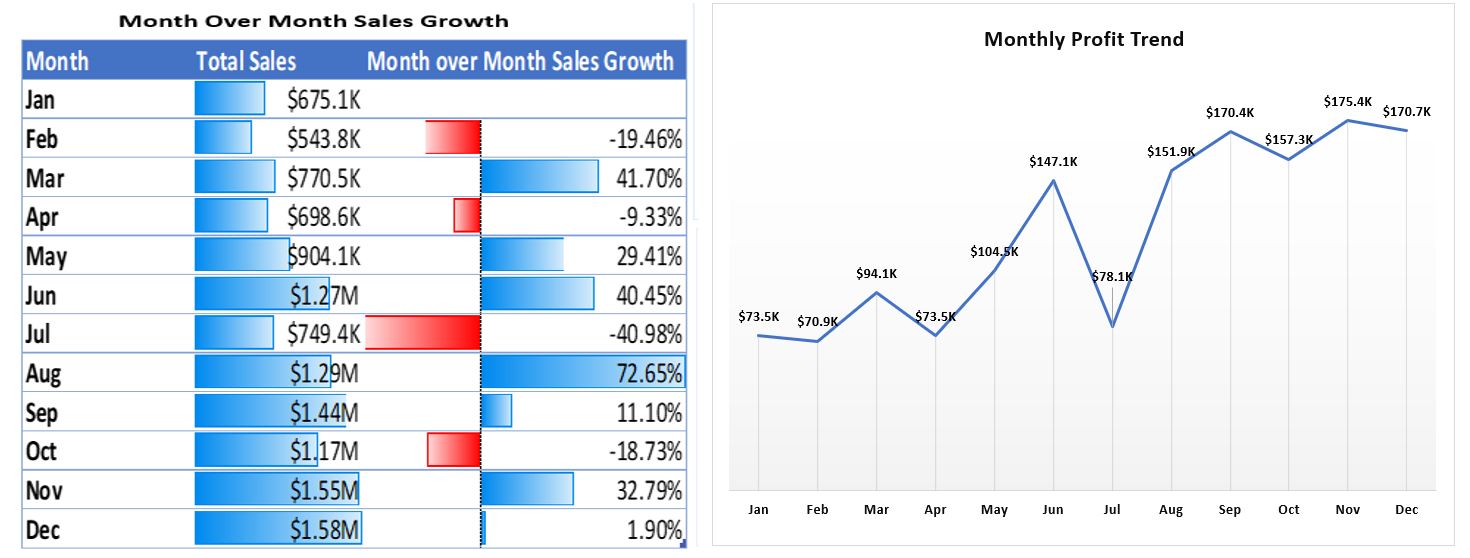 Month Over Month Sales Growth
Month Total Sales Month over Month Sales Growth
Jan $675.1K
Feb $543.8K -19.46%
Mar $770.5K 41.70%
Apr $698.6K -9.33%
May $904.1K 29.41%
Jun $1.27M 40.45%
Jul $749.4K -40.98%
Aug $1.29M 72.65%
Sep $1.44M 11.10%
Oct $1.17M -18.73%
Nov $1.55M 32.79%
Dec $1.58M 1.90%
Monthly Profit Trend
$73.5K $70.9K $94.1K $73.5K $104.5K $147.1K $78.1K $151.9K $170.4K $157.3K $175.4K $170.7K
Jan Feb Mar Apr May Jun Jul Aug Sep Oct Nov Dec